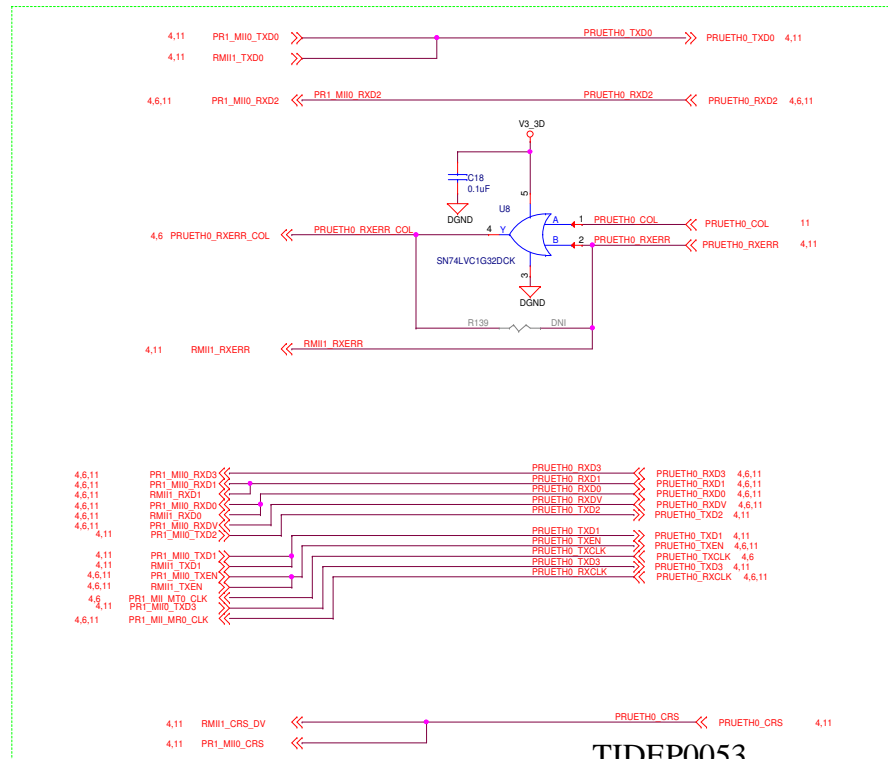 4,11 PR1_MII0_TXD0 PRUETH0_TXD0 PRUETH0_TXD0 4,11
4,11 RMII1_TXD0
4,6,11 PR1_MII0_RXD2 PR1_MII0_RXD2 PRUETH0_RXD2 PRUETH0_RXD2 4,6,11
V3_3D
C18
0.1uF
5
DGND
U8
4,6 PRUETH0_RXERR_COL PRUETH0_RXERR_COL 4 Y A 1 PRUETH0_COL PRUETH0_COL 11
B 2 PRUETH0_RXERR PRUETH0_RXERR 4,11
SN74LVC1G32DCK
3
DGND
R139 DNI
4,11 RMII1_RXERR RMII1_RXERR
4,6,11 PR1_MII0_RXD3 PRUETH0_RXD3 PRUETH0_RXD3 4,6,11
4,6,11 PR1_MII0_RXD1 PRUETH0_RXD1 PRUETH0_RXD1 4,6,11
4,6,11 RMII1_RXD1 PRUETH0_RXD0 PRUETH0_RXD0 4,6,11
4,6,11 PR1_MII0_RXD0 PRUETH0_RXDV PRUETH0_RXDV 4,6,11
4,6,11 RMII1_RXD0 PRUETH0_TXD2 PRUETH0_TXD2 4,11
4,6,11 PR1_MII0_RXDV
4,11 PR1_MII0_TXD2 PRUETH0_TXD1 PRUETH0_TXD1 4,11
PRUETH0_TXEN PRUETH0_TXEN 4,6,11
4,11 PR1_MII0_TXD1 PRUETH0_TXCLK PRUETH0_TXCLK 4,6
4,11 RMII1_TXD1 PRUETH0_TXD3 PRUETH0_TXD3 4,11
4,6,11 PR1_MII0_TXEN PRUETH0_RXCLK PRUETH0_RXCLK 4,6,11
4,6,11 RMII1_TXEN
4,6 PR1_MII_MT0_CLK
4,11 PR1_MII0_TXD3
4,6,11 PR1_MII_MR0_CLK
4,11 RMII1_CRS_DV PRUETH0_CRS PRUETH0_CRS 4,11
4,11 PR1_MII0_CRS
TIDEP0053